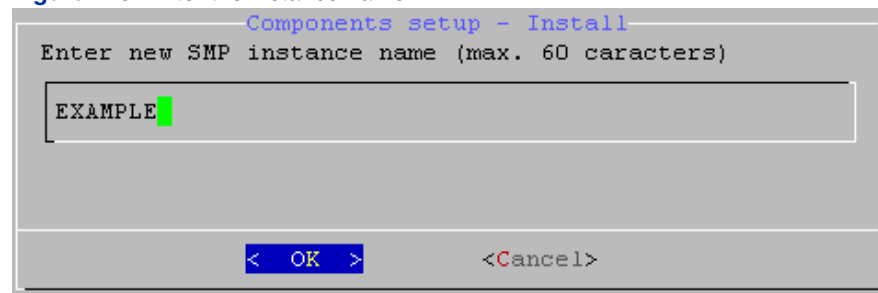 Components setup - Install
Enter new SMP instance name (max. 60 caracters)
EXAMPLE
< OK > <Cancel>